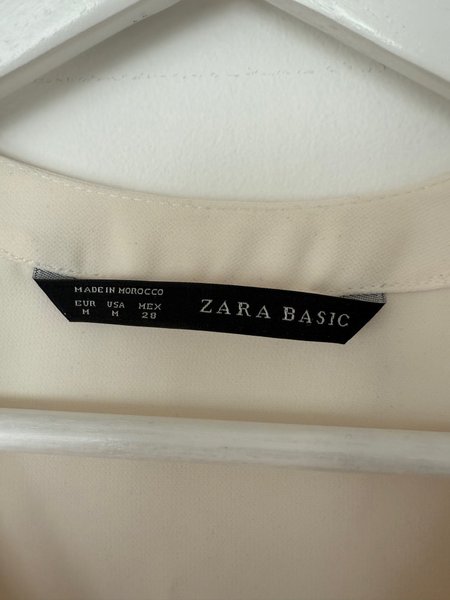 MADE IN MOROCCO
EUR USA MEX
M M 28
ZARA BASIC